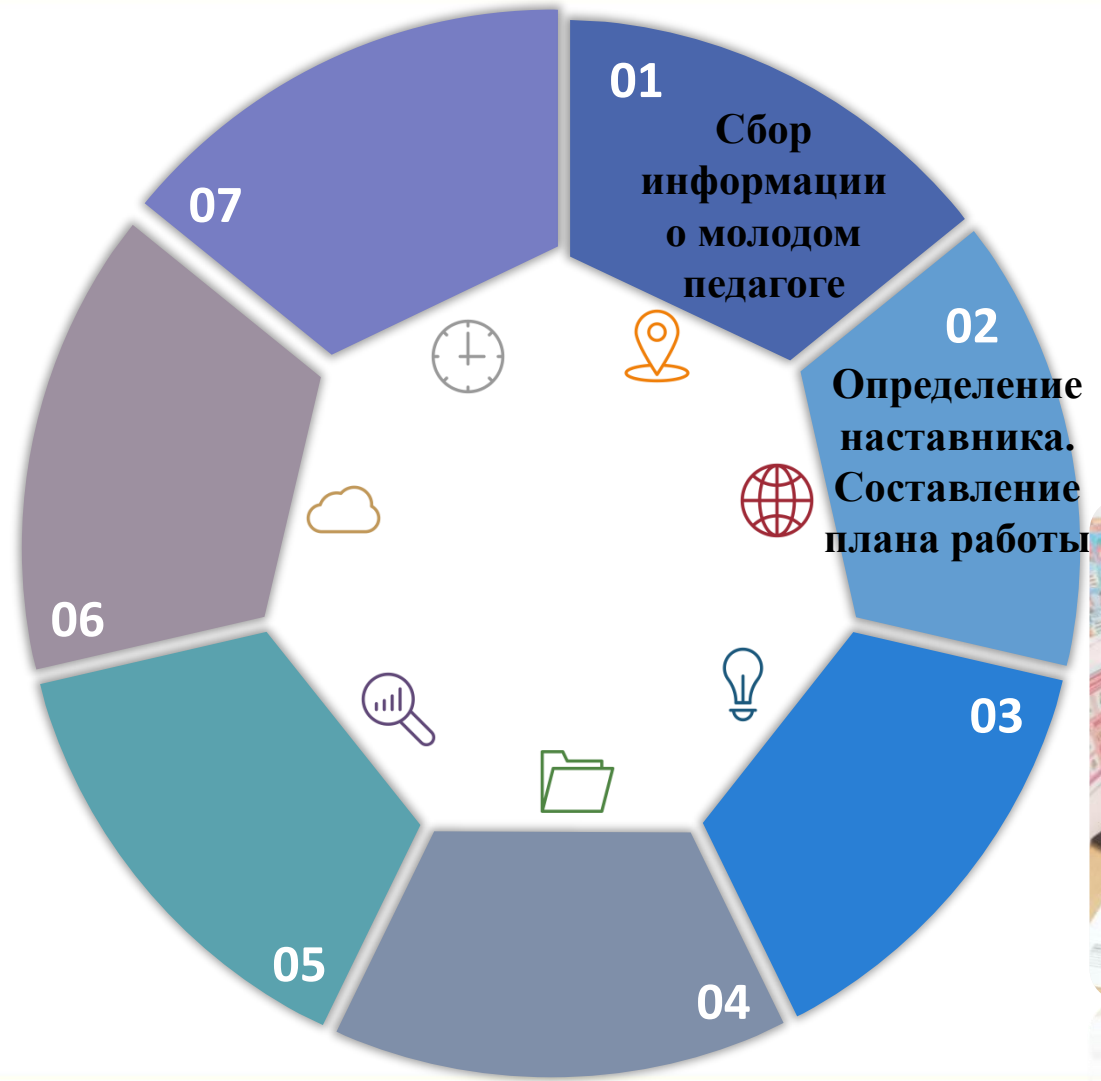 01
Сбор
информации
о молодом
педагоге
02
Определение
наставника.
Составление
плана работы
03
04
05
06
07